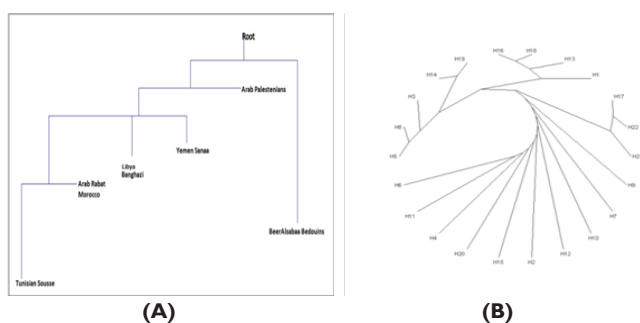 Root
Arab Palestenians
Yemen Sanaa
Libya
Banghazi
Arab Rabat
Morocco
BeerAlsabaa Bedouins
Tunisian Sousse
(A)
H16
H18
H13
H1
H19
H14
H3
H8
H5
H17
H22
H9
H7
H10
H12
H2
H15
H20
H4
H11
H6
(B)